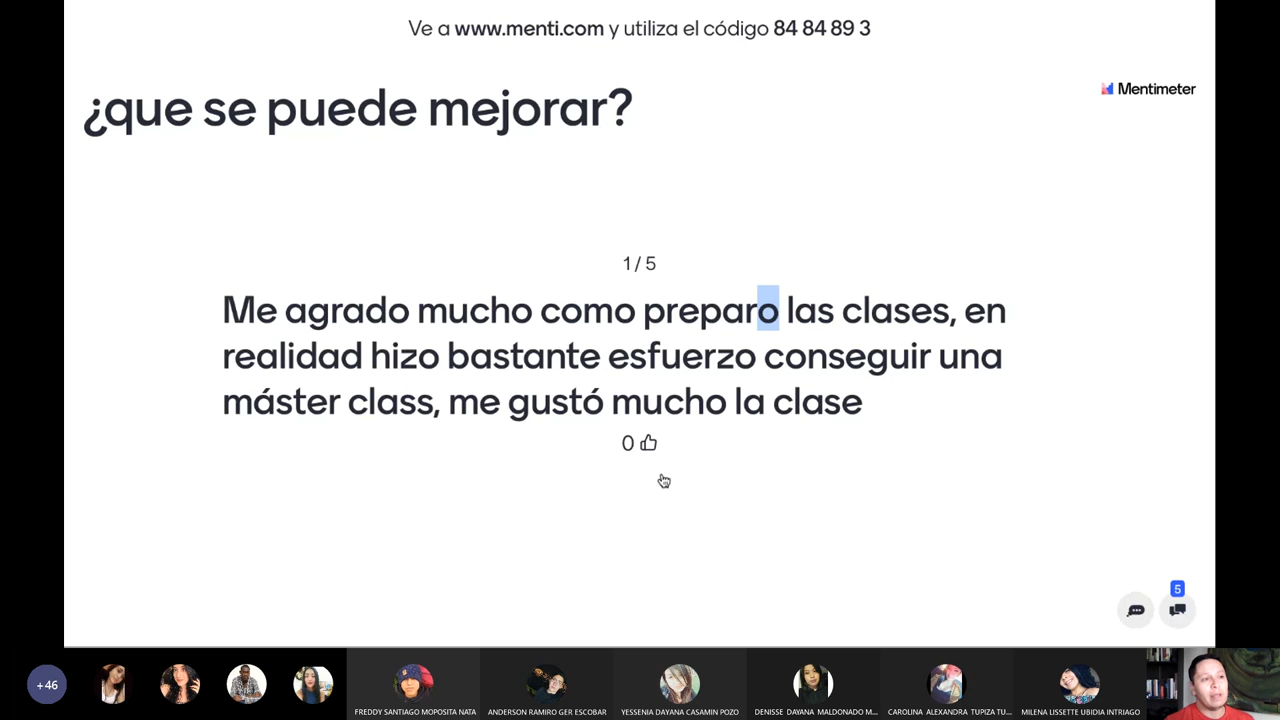 Ve a www.menti.com y utiliza el código 84 84 89 3
Mentimeter
¿que se puede mejorar?
1 / 5
Me agrado mucho como preparo las clases, en
realidad hizo bastante esfuerzo conseguir una
máster class, me gustó mucho la clase
0
5
+46
FREDDY SANTIAGO MOPOSITA NATA
ANDERSON RAMIRO GER ESCOBAR
YESSENIA DAYANA CASAMIN POZO
DENISSE DAYANA MALDONADO M...
CAROLINA ALEXANDRA TUPIZA TU...
MILENA LISSETTE UBIDIA INTRIAGO